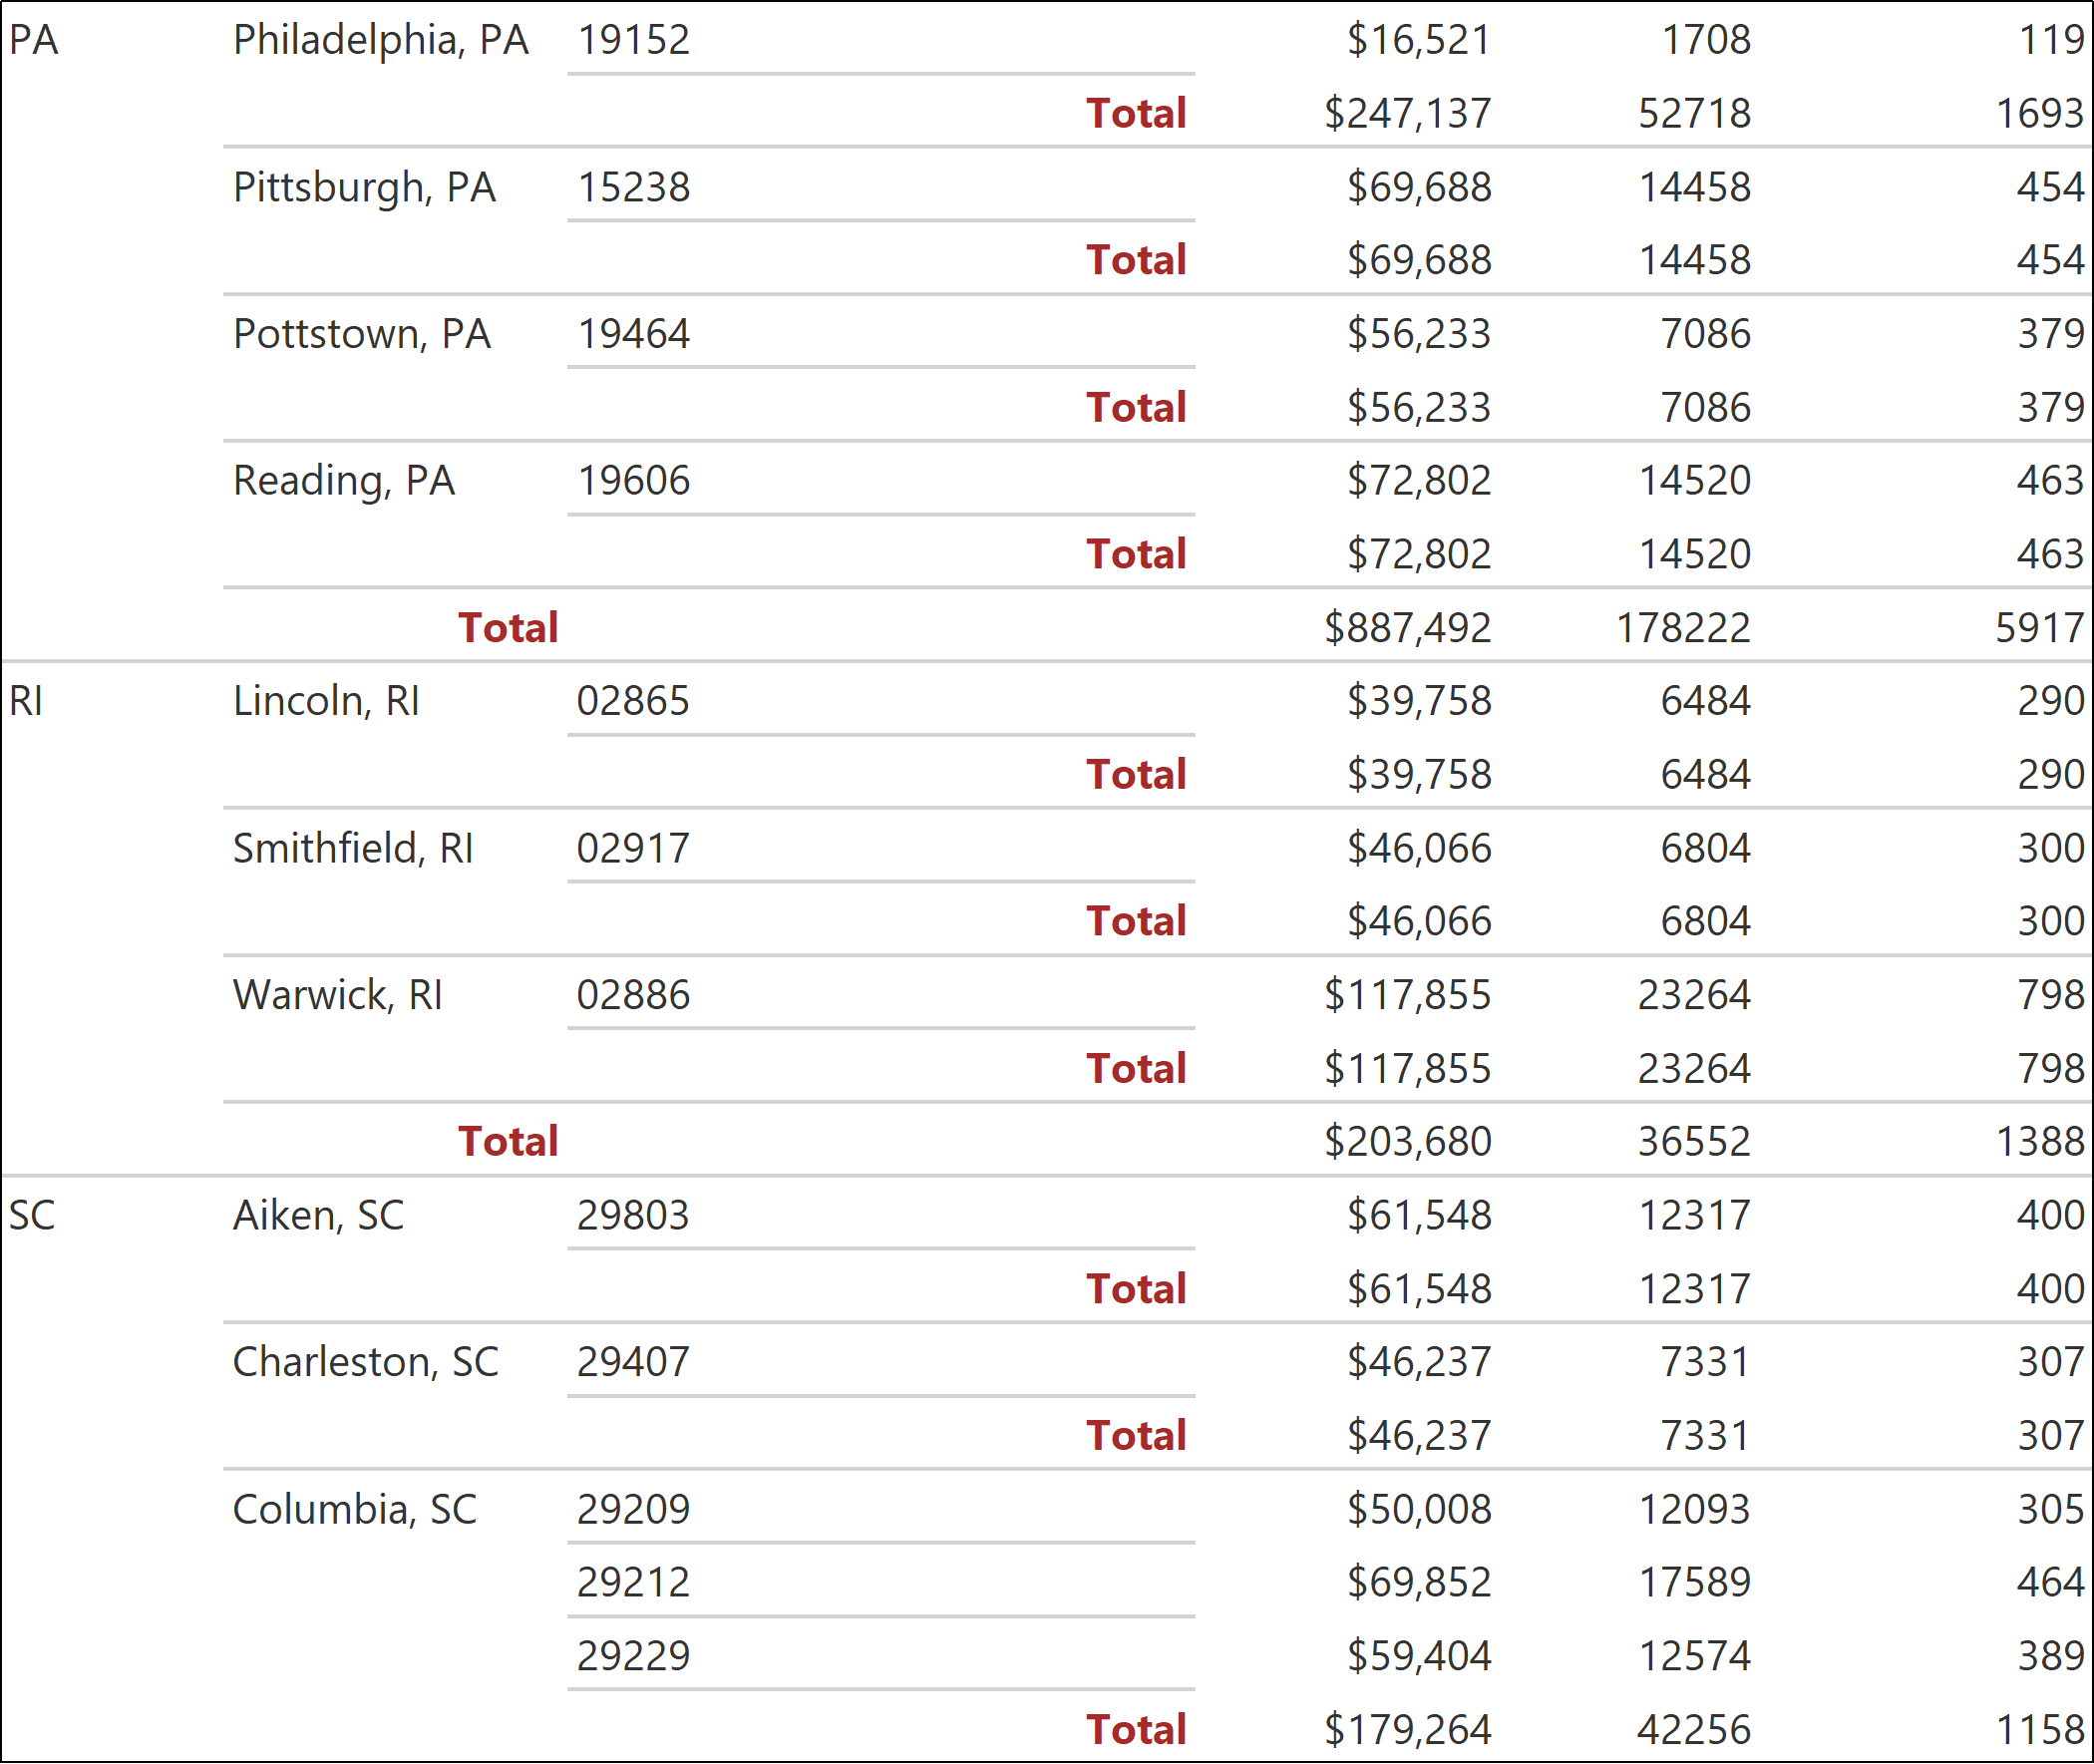 PA Philadelphia, PA 19152 $16,521 1708 119
Total $247,137 52718 1693
Pittsburgh, PA 15238 $69,688 14458 454
Total $69,688 14458 454
Pottstown, PA 19464 $56,233 7086 379
Total $56,233 7086 379
Reading, PA 19606 $72,802 14520 463
Total $72,802 14520 463
Total $887,492 178222 5917
RI Lincoln, RI 02865 $39,758 6484 290
Total $39,758 6484 290
Smithfield, RI 02917 $46,066 6804 300
Total $46,066 6804 300
Warwick, RI 02886 $117,855 23264 798
Total $117,855 23264 798
Total $203,680 36552 1388
SC Aiken, SC 29803 $61,548 12317 400
Total $61,548 12317 400
Charleston, SC 29407 $46,237 7331 307
Total $46,237 7331 307
Columbia, SC 29209 $50,008 12093 305
29212 $69,852 17589 464
29229 $59,404 12574 389
Total $179,264 42256 1158